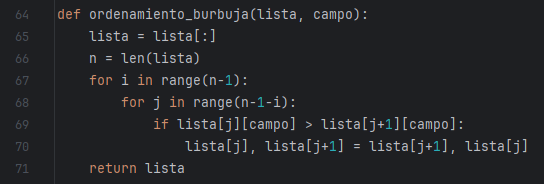 64 def ordenamiento_burbuja(lista, campo):
65     lista = lista[:]
66     n = len(lista)
67     for i in range(n-1):
68         for j in range(n-1-i):
69             if lista[j][campo] > lista[j+1][campo]:
70                 lista[j], lista[j+1] = lista[j+1], lista[j]
71     return lista